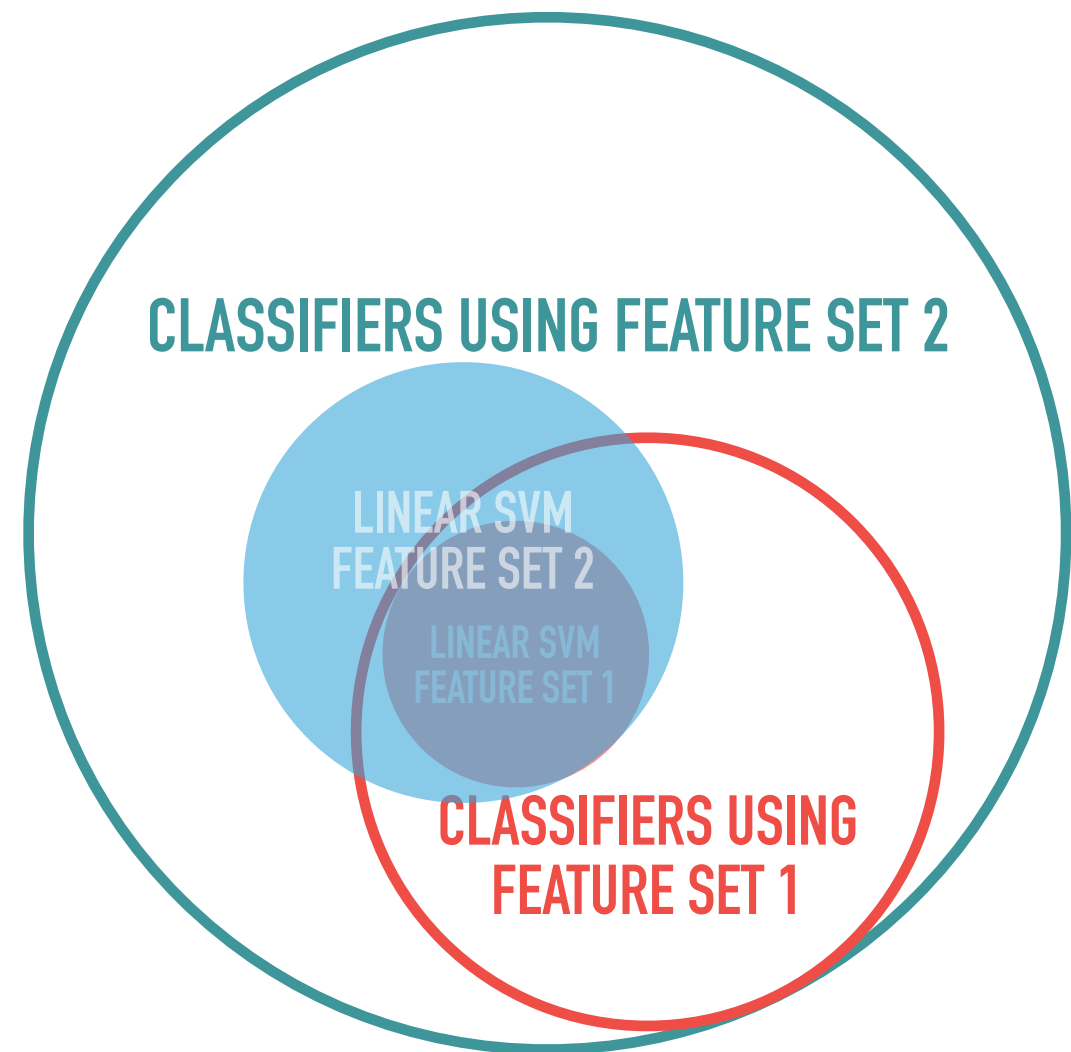 CLASSIFIERS USING FEATURE SET 2
LINEAR SVM
FEATURE SET 2
LINEAR SVM
FEATURE SET 1
CLASSIFIERS USING
FEATURE SET 1